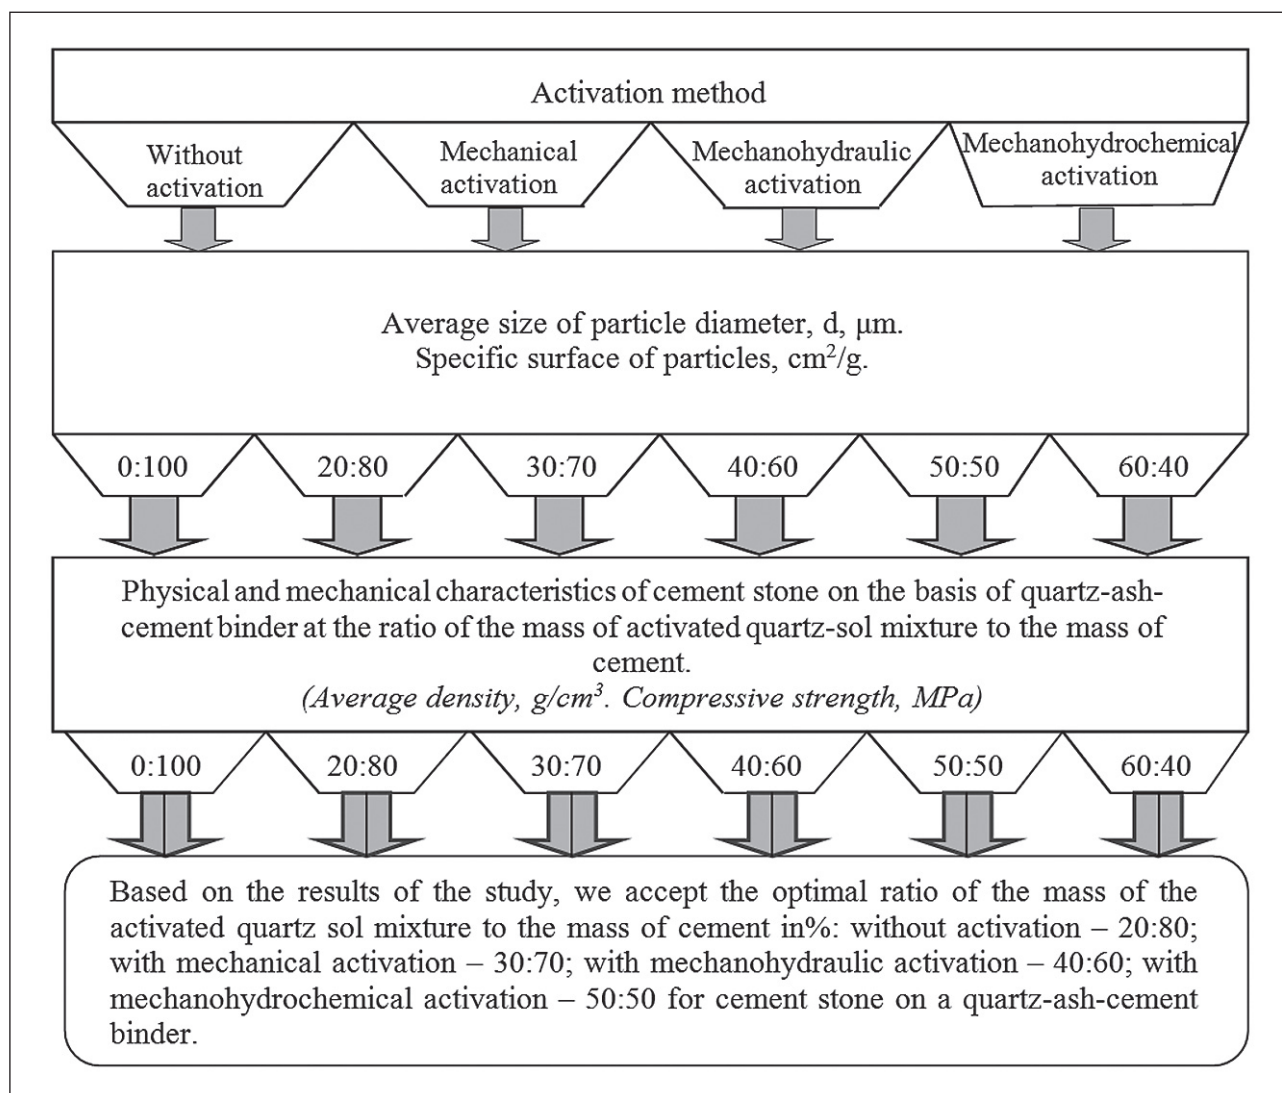 Activation method
Without
activation
Mechanical
activation
Mechanohydraulic
activation
Mechanohydrochemical
activation
Average size of particle diameter, d, μm.
Specific surface of particles, cm²/g.
0:100
20:80
30:70
40:60
50:50
60:40
Physical and mechanical characteristics of cement stone on the basis of quartz-ash-
cement binder at the ratio of the mass of activated quartz-sol mixture to the mass of
cement.
(Average density, g/cm³. Compressive strength, MPa)
0:100
20:80
30:70
40:60
50:50
60:40
Based on the results of the study, we accept the optimal ratio of the mass of the
activated quartz sol mixture to the mass of cement in%: without activation – 20:80;
with mechanical activation – 30:70; with mechanohydraulic activation – 40:60; with
mechanohydrochemical activation – 50:50 for cement stone on a quartz-ash-cement
binder.